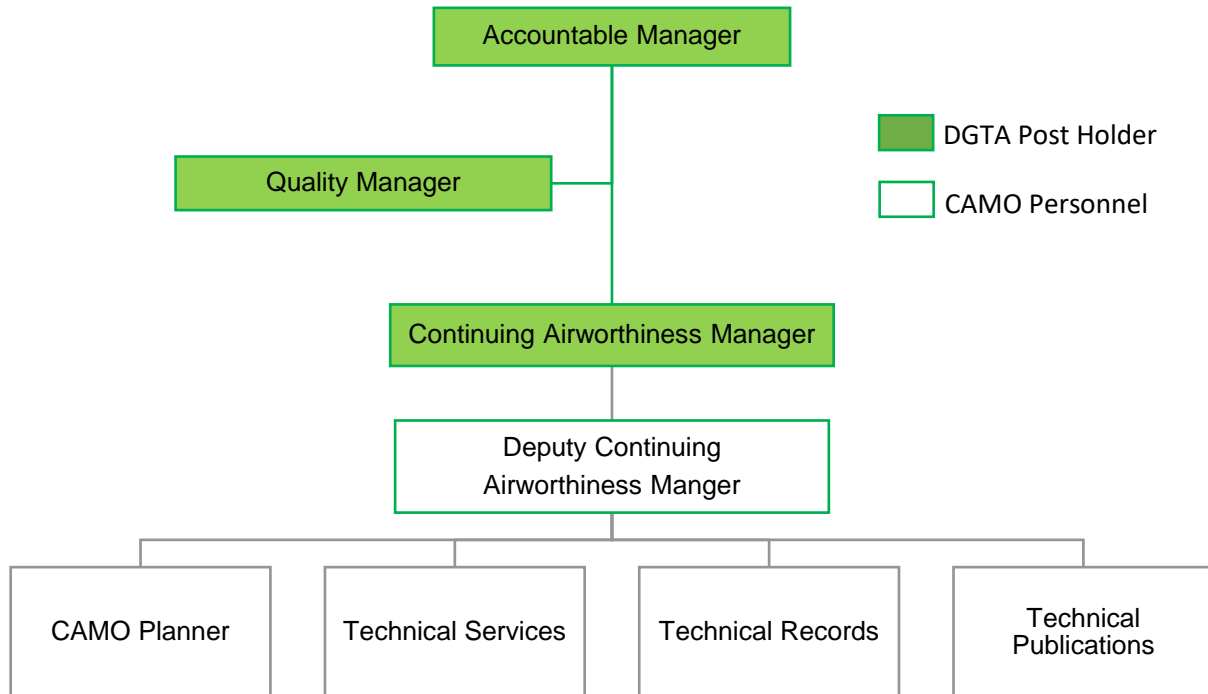 Accountable Manager
DGTA Post Holder
Quality Manager
CAMO Personnel
Continuing Airworthiness Manager
Deputy Continuing
Airworthiness Manger
CAMO Planner
Technical Services
Technical Records
Technical
Publications